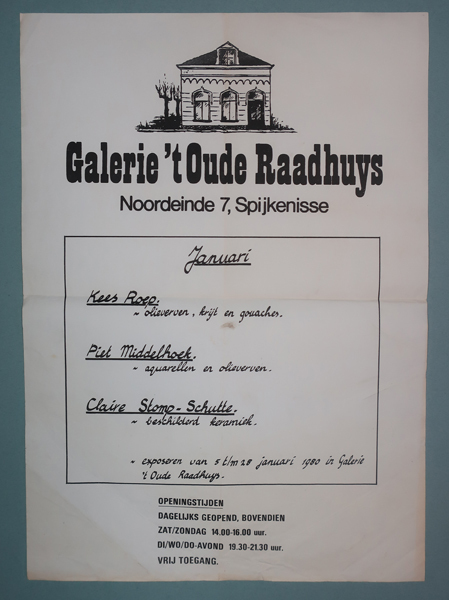 Galerie 't Oude Raadhuys
Noordeinde 7, Spijkenisse
Januari
Kees Roep.
~ olieverven, krijt en gouaches.
Piet Middelhoek.
~ aquarellen en olieverven.
Claire Stomp-Schutte.
~ beschilderd keramiek.
~ exposeren van 5 t/m 28 januari 1980 in Galerie
't Oude Raadhuys.
OPENINGSTIJDEN
DAGELIJKS GEOPEND, BOVENDIEN
ZAT/ZONDAG 14.00-16.00 uur.
DI/WO/DO-AVOND 19.30-21.30 uur.
VRIJ TOEGANG.